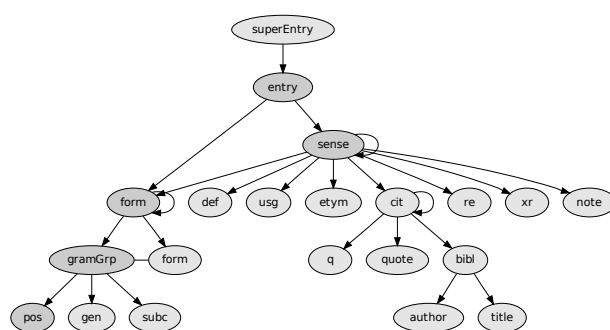 superEntry
entry
sense
form def usg etym cit re xr note
gramGrp form q quote bibl
pos gen subc author title